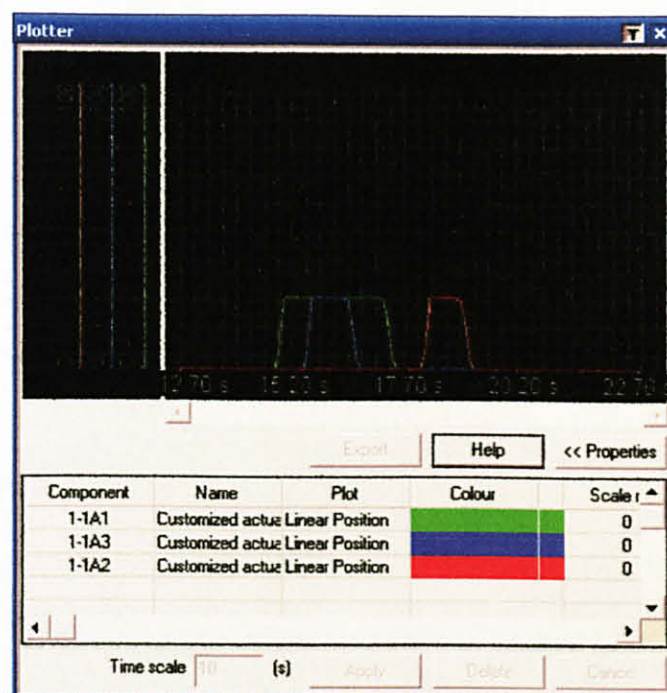 Plotter
12.70 s 15.20 s 17.70 s 20.20 s 22.70
Export Help << Properties
Component Name Plot Colour Scale r
1-1A1 Customized actua Linear Position 0
1-1A3 Customized actua Linear Position 0
1-1A2 Customized actua Linear Position 0
Time scale 10 (s) Apply Delete Cancel